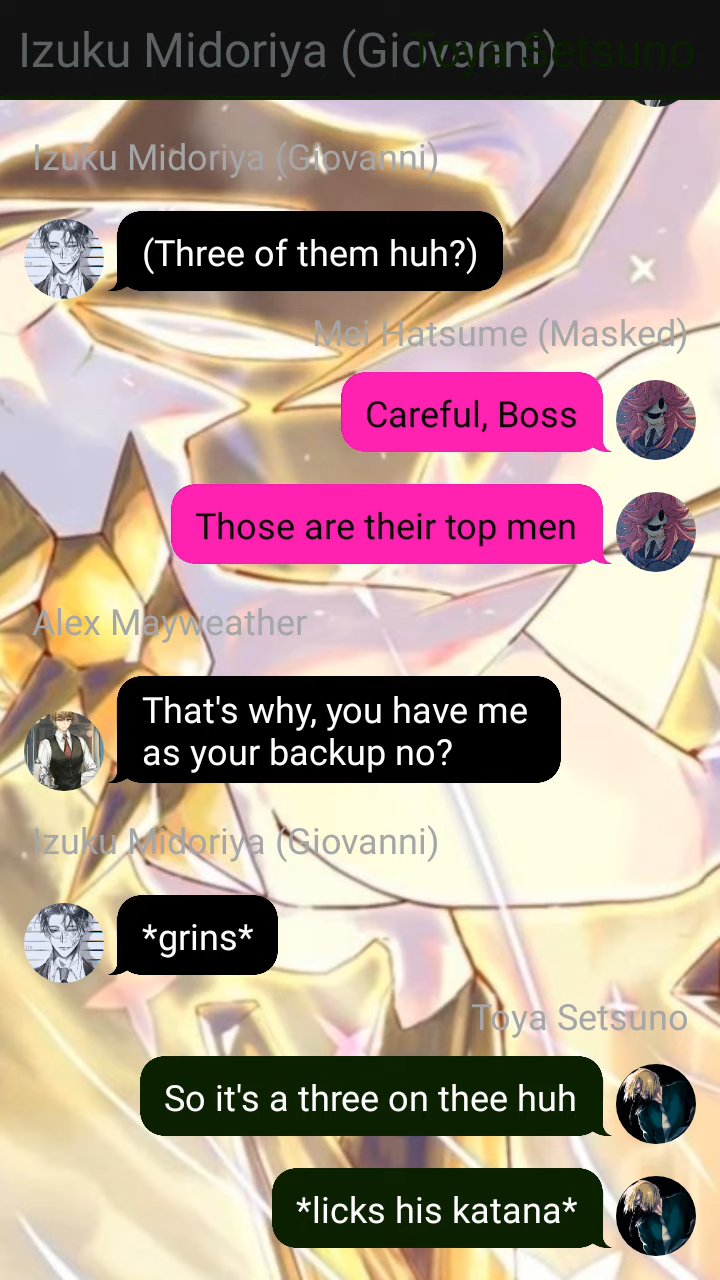 Izuku Midoriya (Giovanni)
Toya Setsuno
Izuku Midoriya (Giovanni)
(Three of them huh?)
Mei Hatsume (Masked)
Careful, Boss
Those are their top men
Alex Mayweather
That's why, you have me
as your backup no?
Izuku Midoriya (Giovanni)
*grins*
Toya Setsuno
So it's a three on thee huh
*licks his katana*